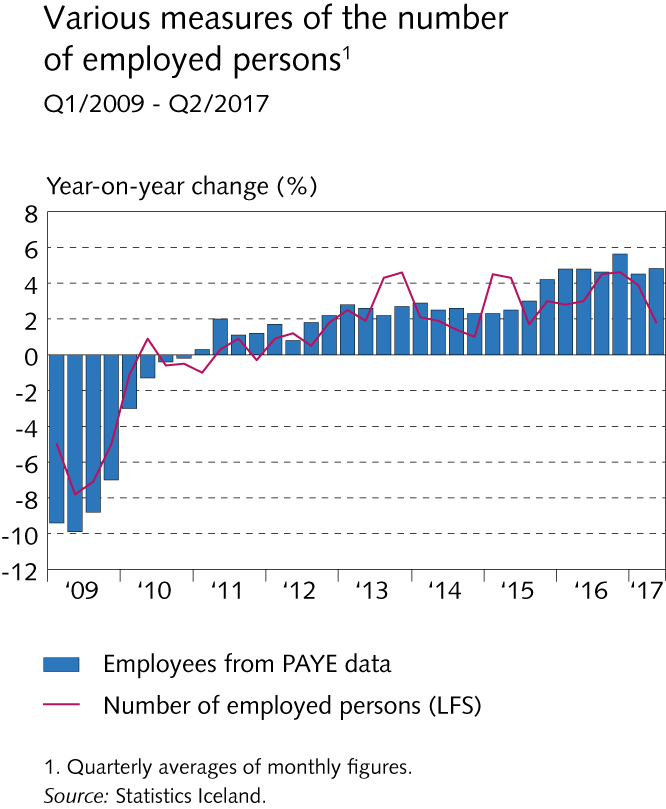 Various measures of the number
of employed persons1
Q1/2009 - Q2/2017
Year-on-year change (%)
8
6
4
2
0
-2
-4
-6
-8
-10
-12
‘09 ‘10 ‘11 ‘12 ‘13 ‘14 ‘15 ‘16 ‘17
Employees from PAYE data
Number of employed persons (LFS)
1. Quarterly averages of monthly figures.
Source: Statistics Iceland.